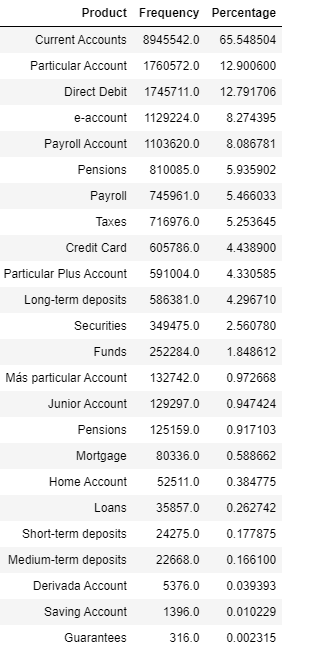 Product Frequency Percentage
Current Accounts 8945542.0 65.548504
Particular Account 1760572.0 12.900600
Direct Debit 1745711.0 12.791706
e-account 1129224.0 8.274395
Payroll Account 1103620.0 8.086781
Pensions 810085.0 5.935902
Payroll 745961.0 5.466033
Taxes 716976.0 5.253645
Credit Card 605786.0 4.438900
Particular Plus Account 591004.0 4.330585
Long-term deposits 586381.0 4.296710
Securities 349475.0 2.560780
Funds 252284.0 1.848612
Más particular Account 132742.0 0.972668
Junior Account 129297.0 0.947424
Pensions 125159.0 0.917103
Mortgage 80336.0 0.588662
Home Account 52511.0 0.384775
Loans 35857.0 0.262742
Short-term deposits 24275.0 0.177875
Medium-term deposits 22668.0 0.166100
Derivada Account 5376.0 0.039393
Saving Account 1396.0 0.010229
Guarantees 316.0 0.002315